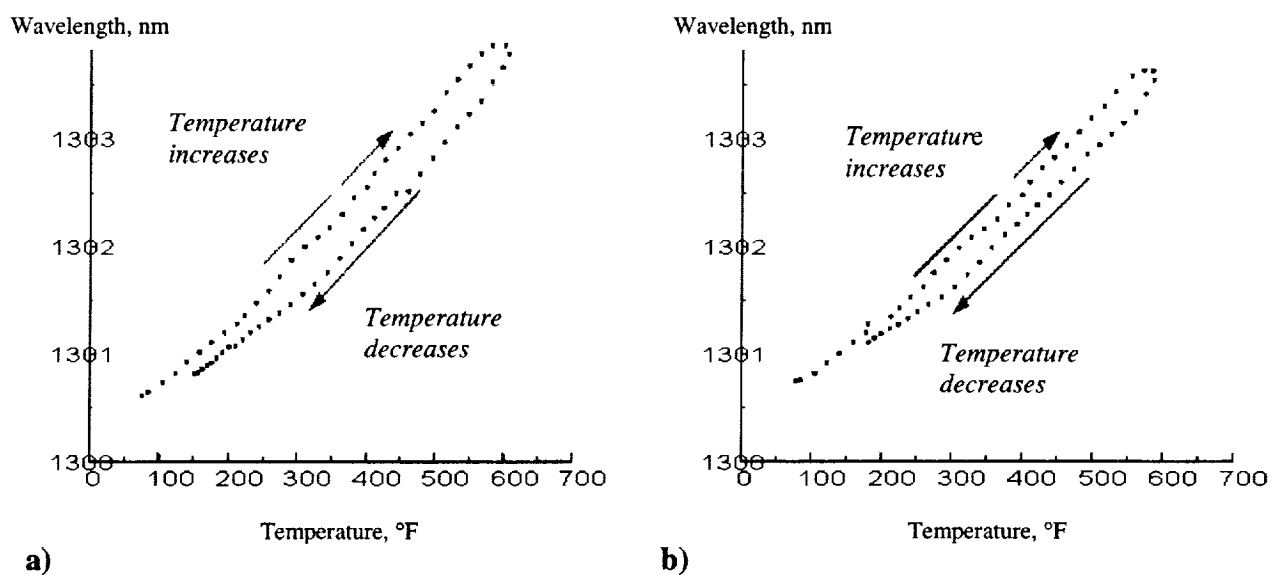 Wavelength, nm
1303
1302
1301
1300
Temperature
increases
Temperature
decreases
0 100 200 300 400 500 600 700
Temperature, °F
a)
Wavelength, nm
1303
1302
1301
1300
Temperature
increases
Temperature
decreases
0 100 200 300 400 500 600 700
Temperature, °F
b)